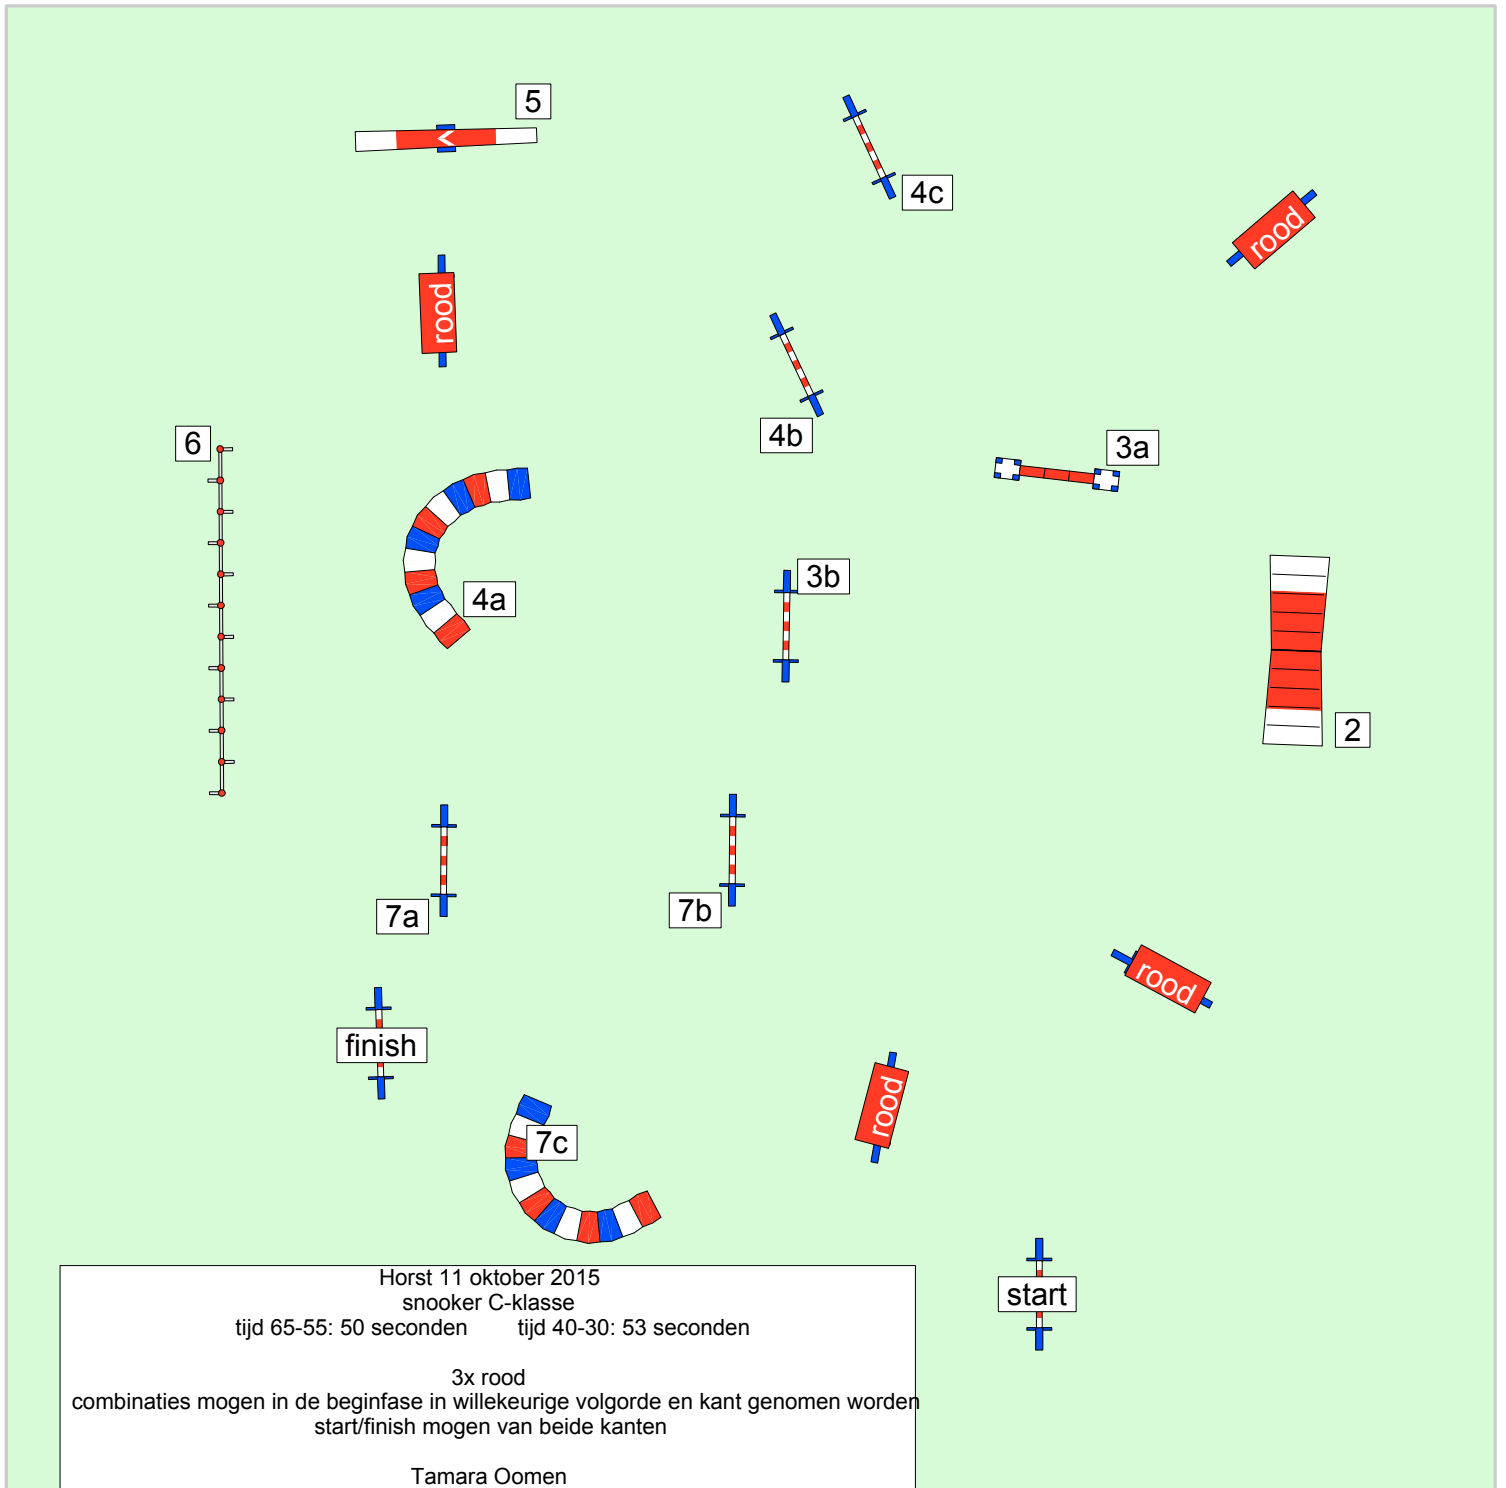 5
4c
rood
rood
6
4b
3a
3b
4a
2
7a
7b
rood
finish
rood
7c
start
Horst 11 oktober 2015
snooker C-klasse
tijd 65-55: 50 seconden tijd 40-30: 53 seconden
3x rood
combinaties mogen in de beginfase in willekeurige volgorde en kant genomen worden
start/finish mogen van beide kanten
Tamara Oomen